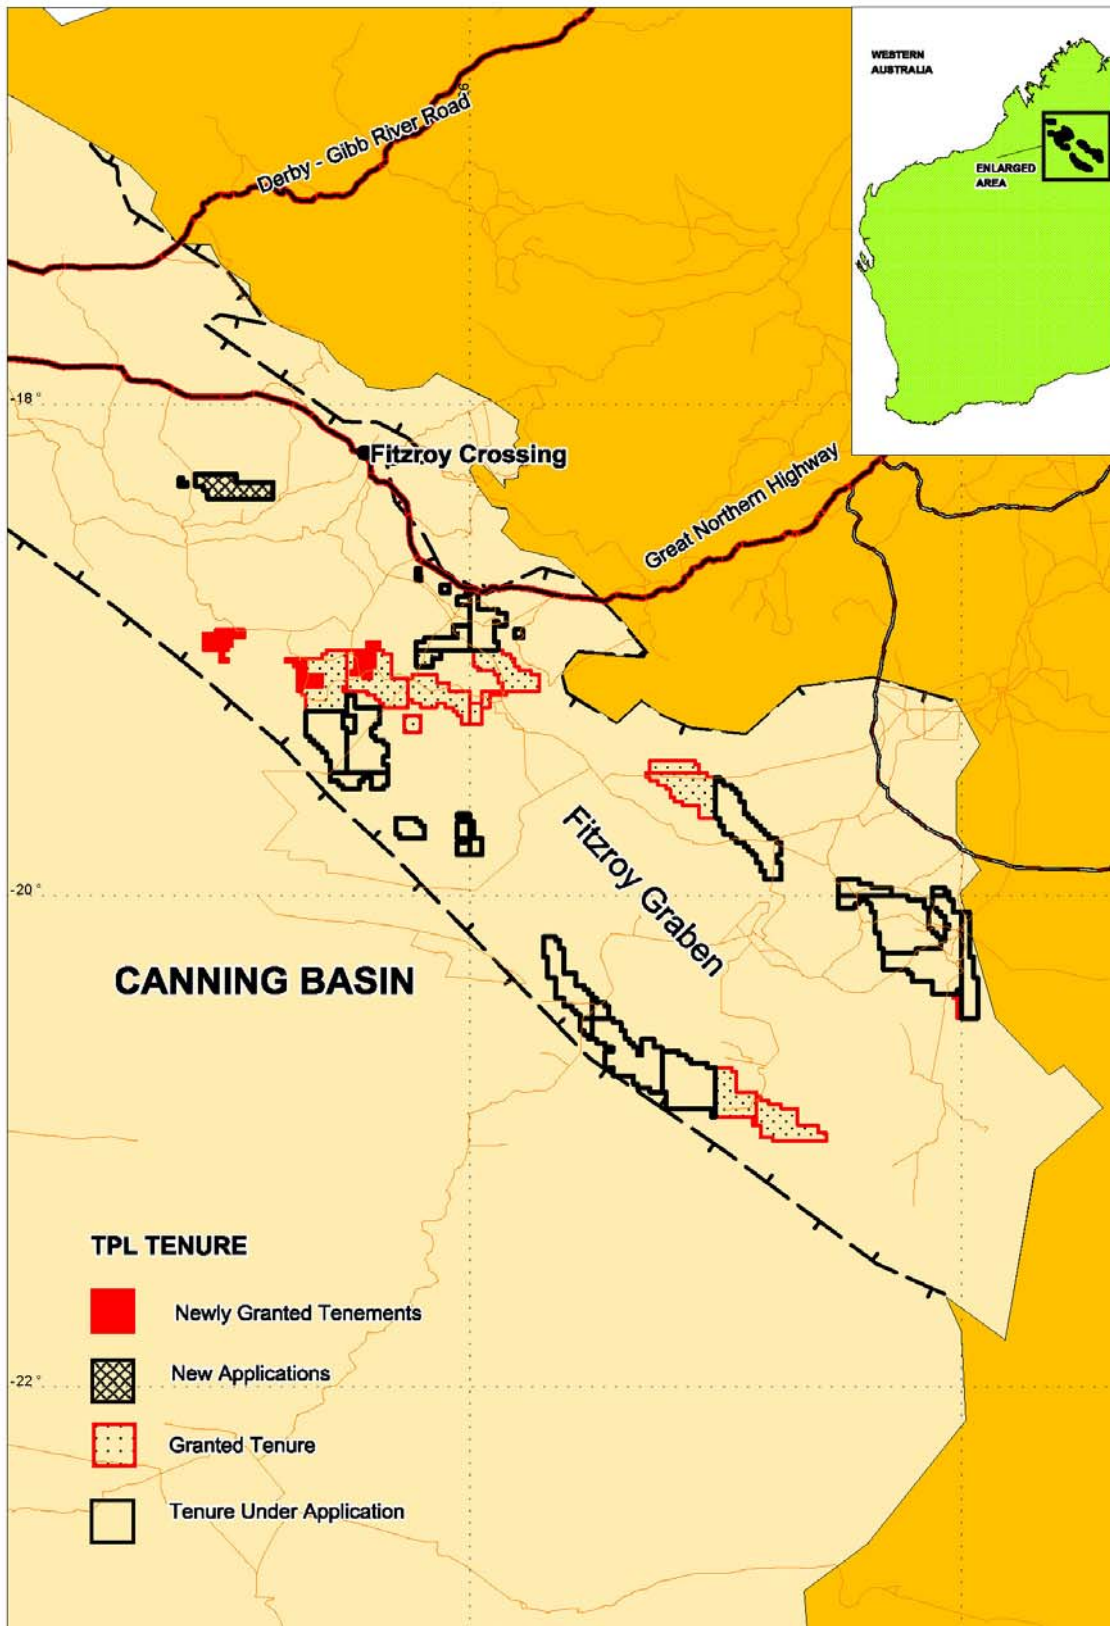 WESTERN
AUSTRALIA
ENLARGED
AREA
Derby - Gibb River Road
-18°
Fitzroy Crossing
Great Northern Highway
Fitzroy Graben
-20°
CANNING BASIN
TPL TENURE
Newly Granted Tenements
New Applications
-22°
Granted Tenure
Tenure Under Application